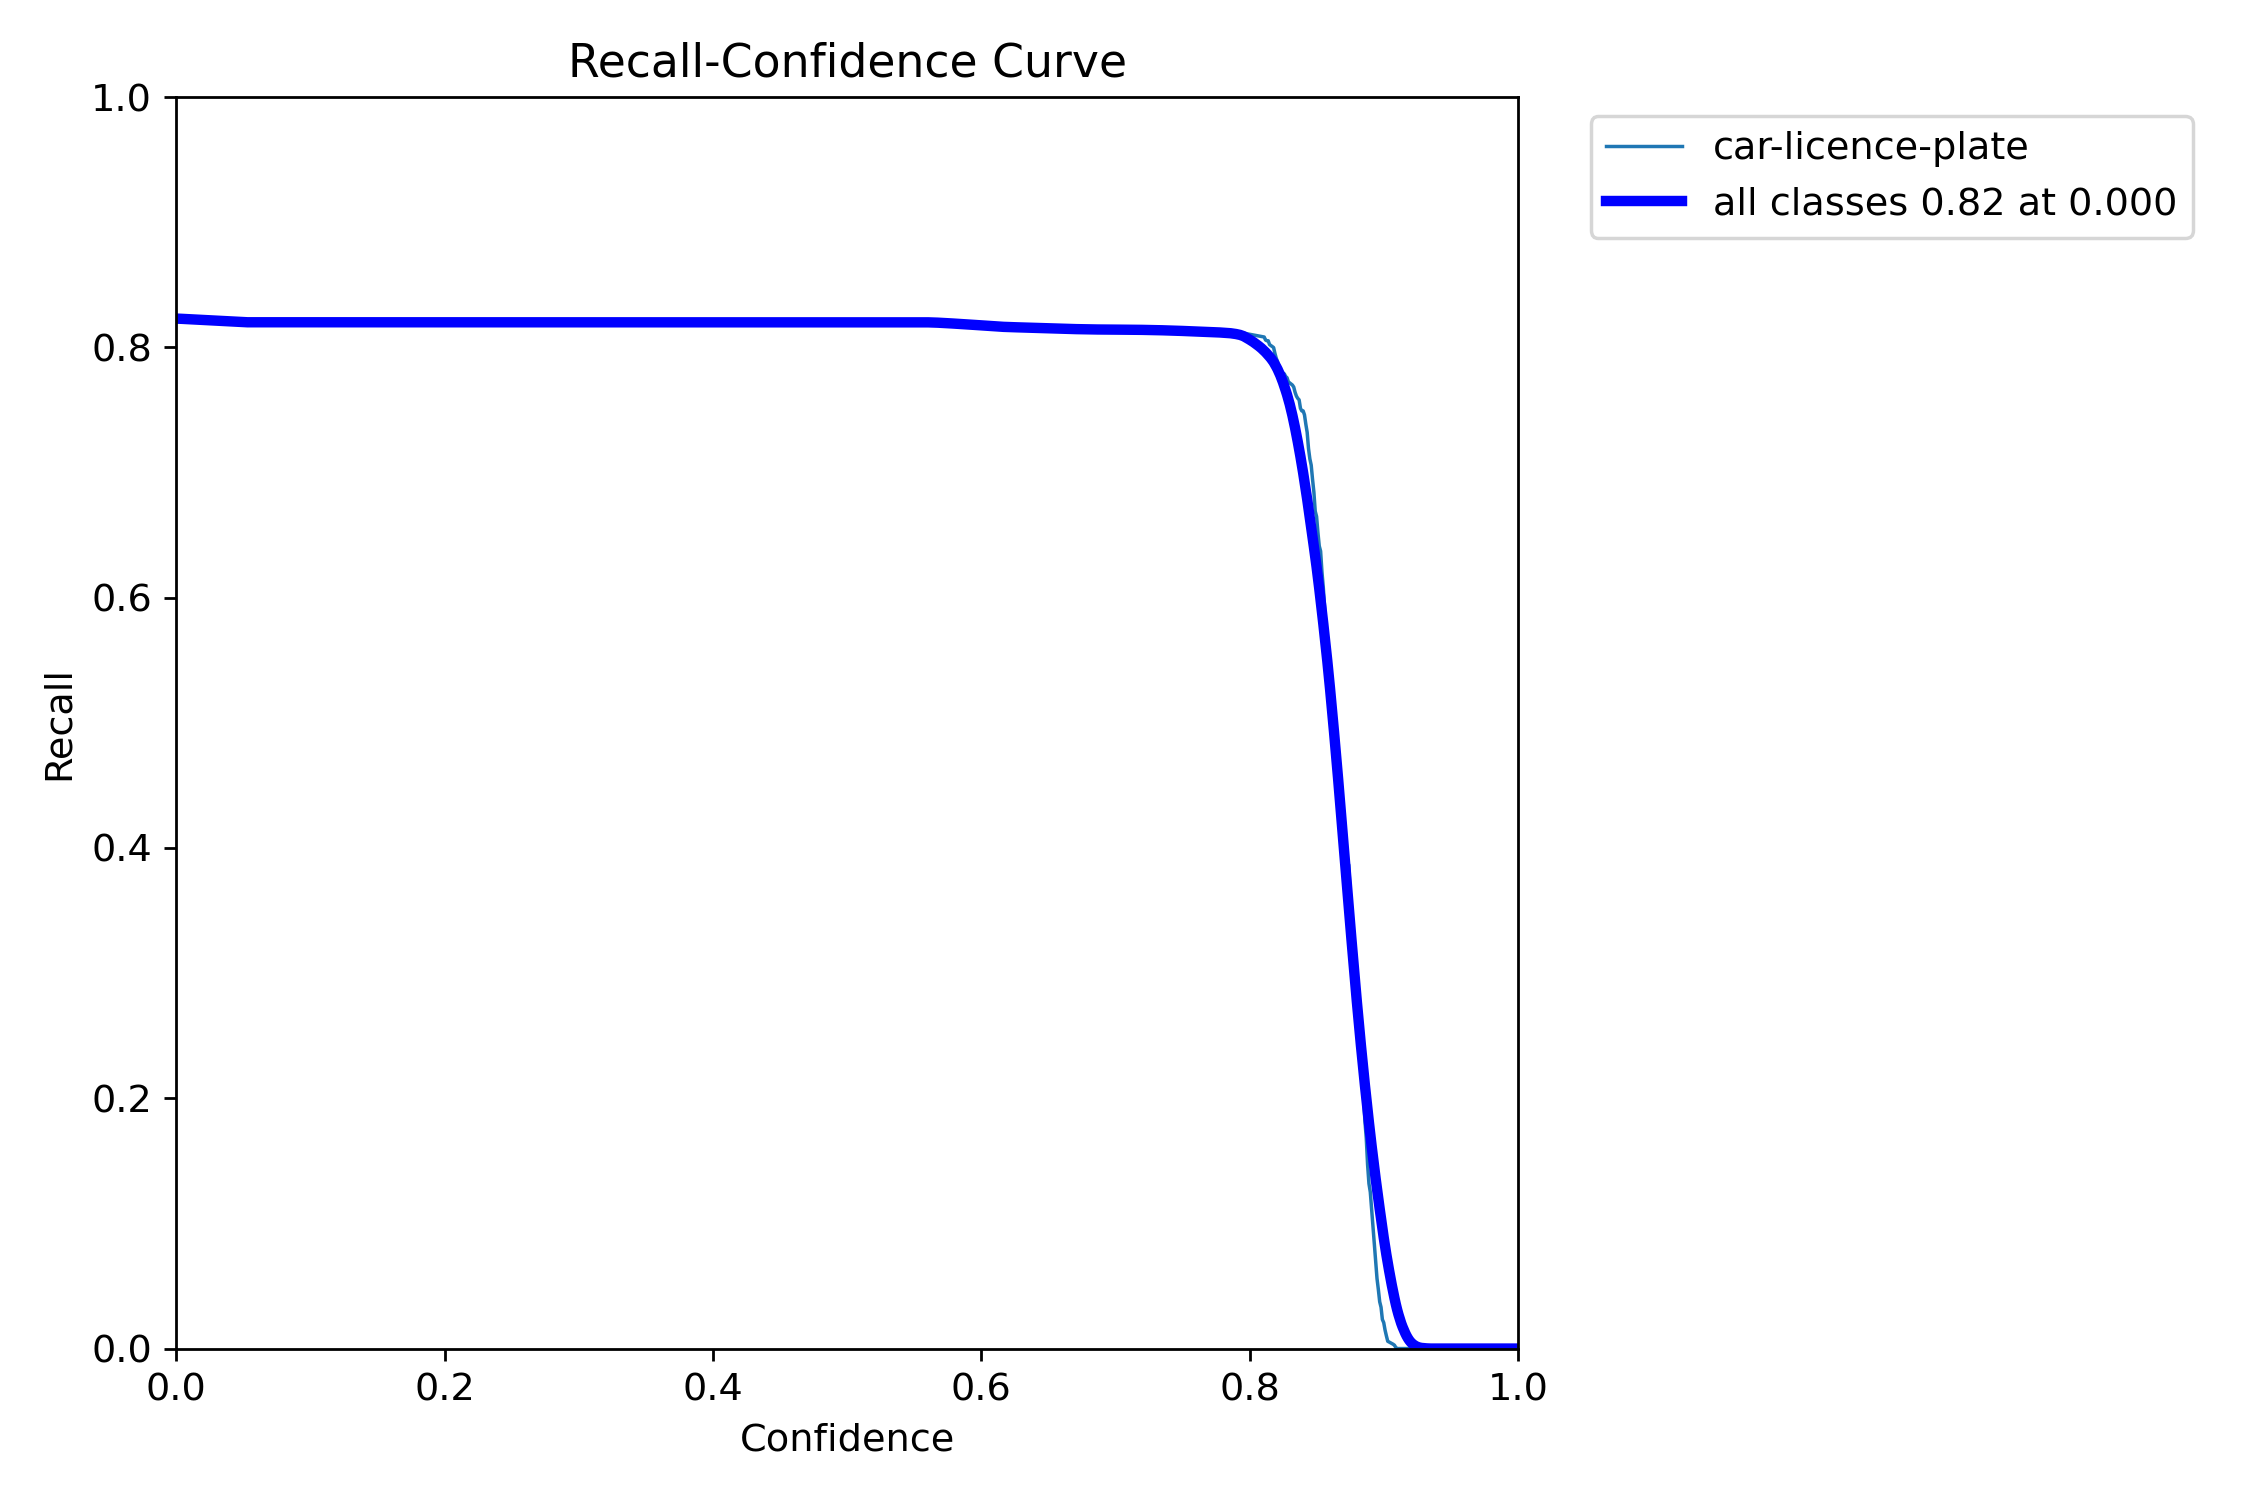 Recall-Confidence Curve
1.0
0.8
0.6
0.4
0.2
0.0
Recall
0.0 0.2 0.4 0.6 0.8 1.0
Confidence
car-licence-plate
all classes 0.82 at 0.000